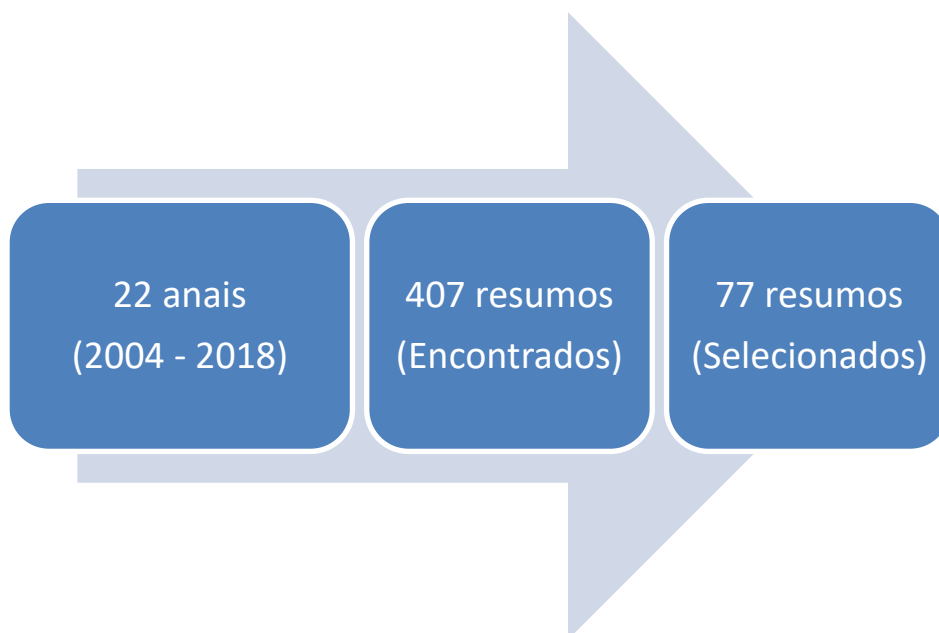 22 anais
(2004 - 2018)
407 resumos
(Encontrados)
77 resumos
(Selecionados)